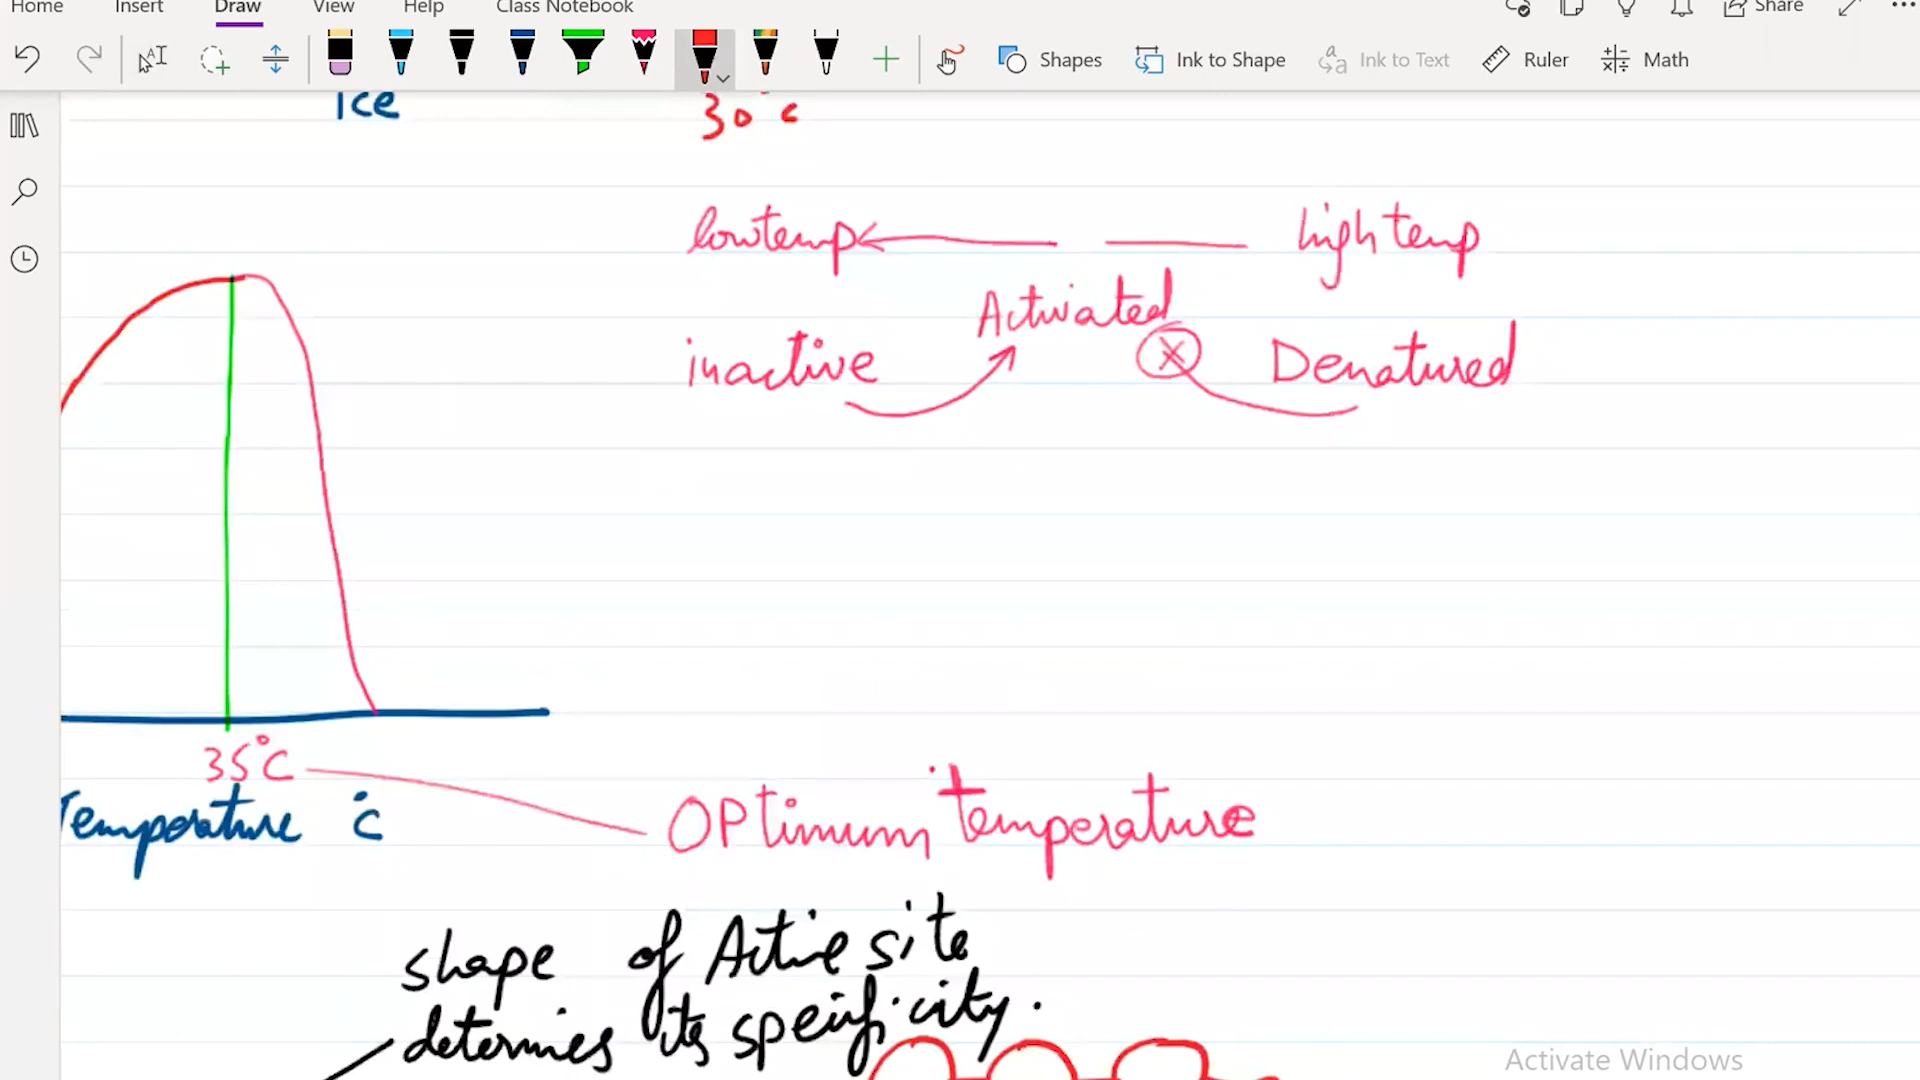 Home Insert Draw View Help Class Notebook Share
Shapes Ink to Shape Ink to Text Ruler Math
ice
30°c
low temp high temp
Activated
inactive Denatured
35°C
Temperature °c
OPtimum temperature
shape of Active site
determies its specificity.
Activate Windows